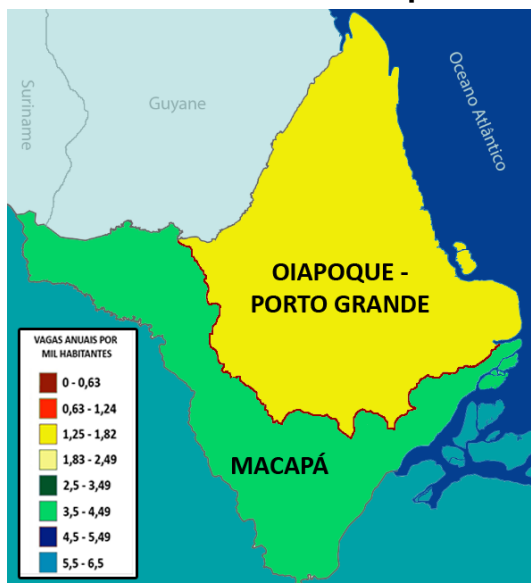 Suriname
Guyane
Oceano Atlântico
OIAPOQUE -
PORTO GRANDE
MACAPÁ
VAGAS ANUAIS POR
MIL HABITANTES
0 - 0,63
0,63 - 1,24
1,25 - 1,82
1,83 - 2,49
2,5 - 3,49
3,5 - 4,49
4,5 - 5,49
5,5 - 6,5